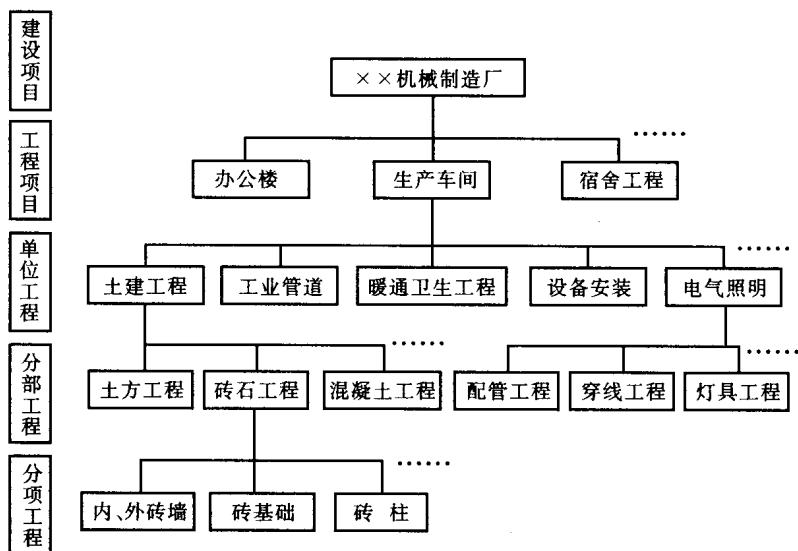 建设项目
××机械制造厂
工程项目
……
办公楼
生产车间
宿舍工程
单位工程
……
土建工程
工业管道
暖通卫生工程
设备安装
电气照明
分部工程
……
……
土方工程
砖石工程
混凝土工程
配管工程
穿线工程
灯具工程
分项工程
……
内、外砖墙
砖基础
砖 柱